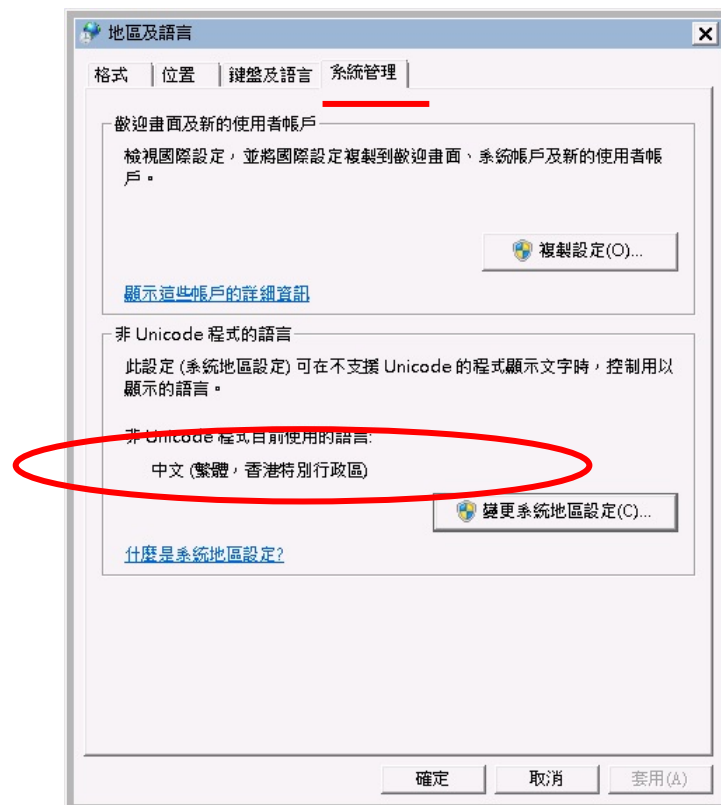 地區及語言
格式
位置
鍵盤及語言
系統管理
歡迎畫面及新的使用者帳戶
檢視國際設定，並將國際設定複製到歡迎畫面、系統帳戶及新的使用者帳
戶。
複製設定(O)...
顯示這些帳戶的詳細資訊
非 Unicode 程式的語言
此設定 (系統地區設定) 可在不支援 Unicode 的程式顯示文字時，控制用以
顯示的語言。
非 Unicode 程式目前使用的語言:
中文 (繁體，香港特別行政區)
變更系統地區設定(C)...
什麼是系統地區設定?
確定
取消
套用(A)